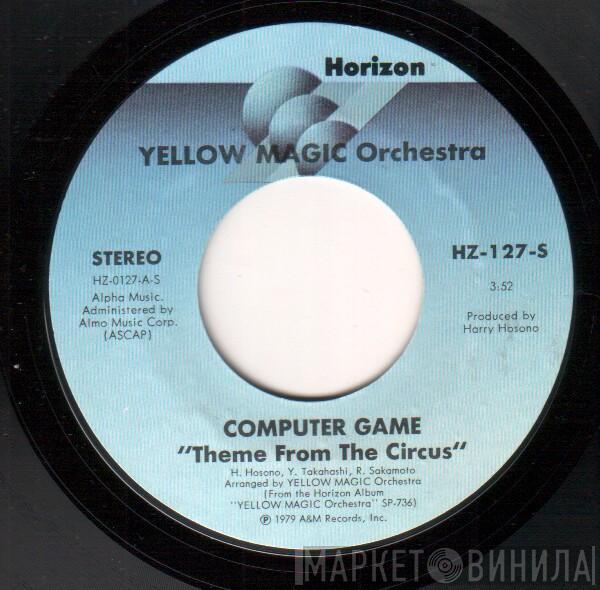 Horizon™
YELLOW MAGIC Orchestra
STEREO
HZ-0127-A-S
Alpha Music.
Administered by
Almo Music Corp.
(ASCAP)
HZ-127-S
3:52
Produced by
Harry Hosono
COMPUTER GAME
"Theme From The Circus"
H. Hosono, Y. Takahashi, R. Sakamoto
Arranged by YELLOW MAGIC Orchestra
(From the Horizon Album
"YELLOW MAGIC Orchestra" SP-736)
℗ 1979 A&M Records, Inc.
МАРКЕТ ВИНИЛА